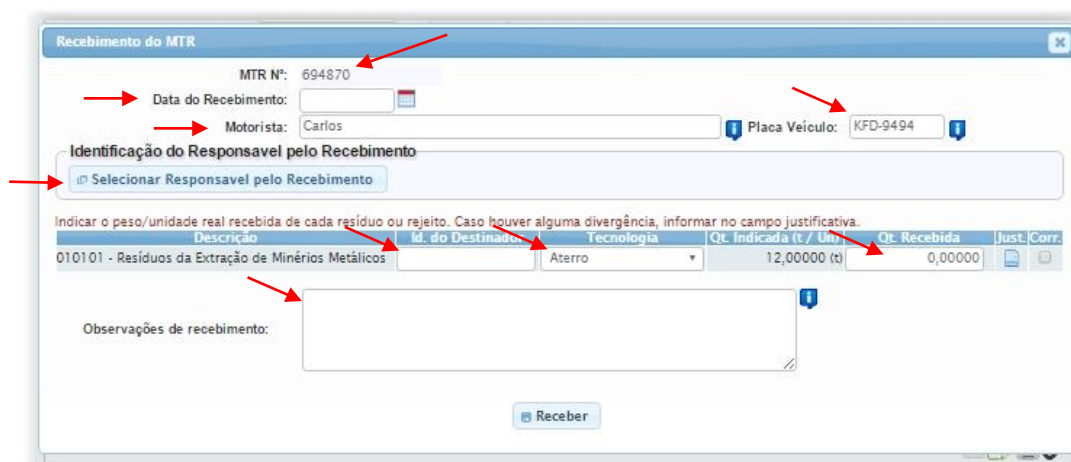 Recebimento do MTR
MTR Nº: 694870
Data do Recebimento:
Motorista: Carlos Placa Veículo: KFD-9494
Identificação do Responsavel pelo Recebimento
Selecionar Responsavel pelo Recebimento
Indicar o peso/unidade real recebida de cada resíduo ou rejeito. Caso houver alguma divergência, informar no campo justificativa.
Descrição Id. do Destinador Tecnologia Qt. Indicada (t / Un) Qt. Recebida Just. Corr.
010101 - Resíduos da Extração de Minérios Metálicos Aterro 12,00000 (t) 0,00000
Observações de recebimento:
Receber